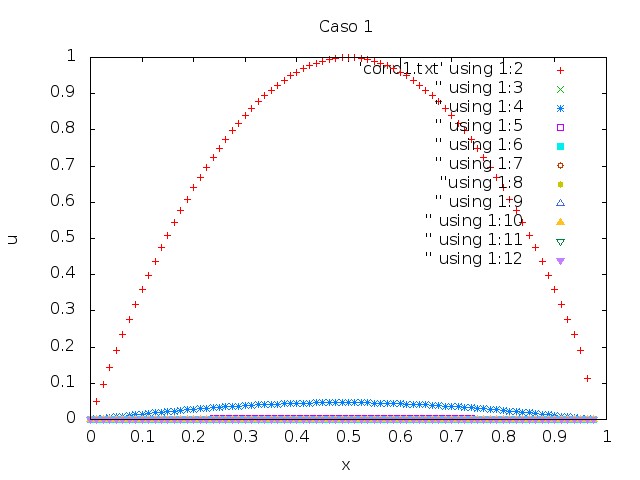 Caso 1
'cond1.txt' using 1:2
'' using 1:3
'' using 1:4
'' using 1:5
'' using 1:6
'' using 1:7
''using 1:8
'' using 1:9
'' using 1:10
'' using 1:11
'' using 1:12
1
0.9
0.8
0.7
0.6
0.5
0.4
0.3
0.2
0.1
0
u
0 0.1 0.2 0.3 0.4 0.5 0.6 0.7 0.8 0.9 1
x